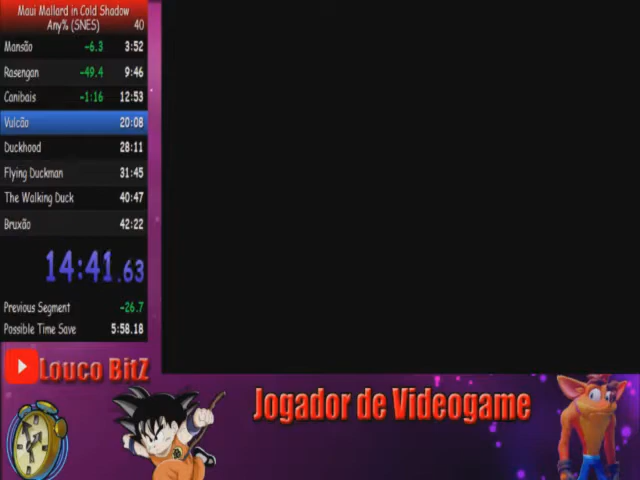 Maui Mallard in Cold Shadow
Any% (SNES) 40
Mansão -6.3 3:52
Rasengan -49.4 9:46
Canibais -1:16 12:53
Vulcão 20:08
Duckhood 28:11
Flying Duckman 31:45
The Walking Duck 40:47
Bruxão 42:22
14:41.63
Previous Segment -26.7
Possible Time Save 5:58.18
Louco BitZ
Jogador de Videogame